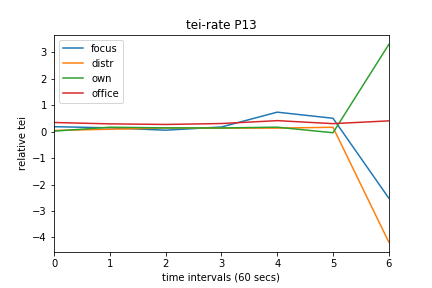 tei-rate P13
focus
distr
own
office
relative tei
3
2
1
0
−1
−2
−3
−4
0 1 2 3 4 5 6
time intervals (60 secs)